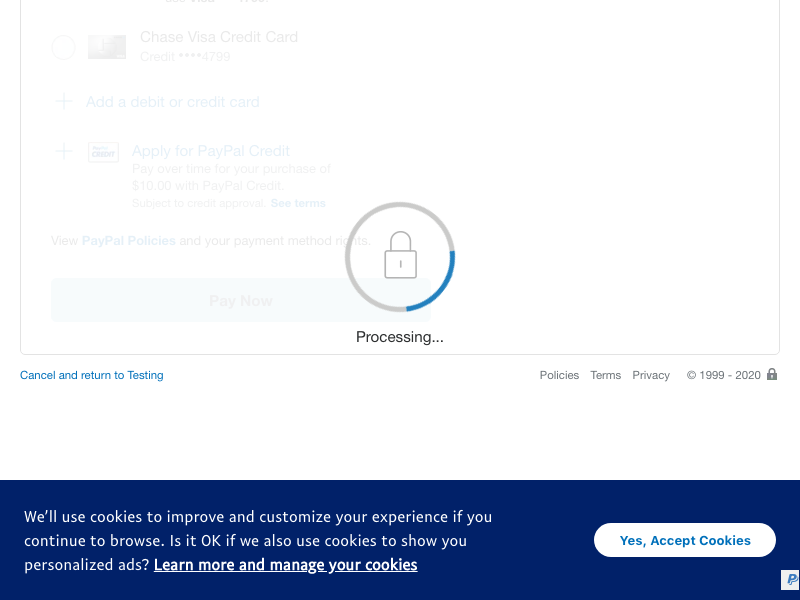 Chase Visa Credit Card
Credit ••••4799
Add a debit or credit card
Apply for PayPal Credit
Pay over time for your purchase of
$10.00 with PayPal Credit.
Subject to credit approval. See terms
View PayPal Policies and your payment method rights.
Pay Now
Processing...
Cancel and return to Testing
Policies Terms Privacy © 1999 - 2020
We’ll use cookies to improve and customize your experience if you
continue to browse. Is it OK if we also use cookies to show you
personalized ads? Learn more and manage your cookies
Yes, Accept Cookies